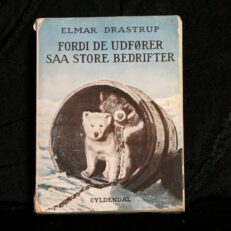 ELMAR DRASTRUP
FORDI DE UDFØRER
SAA STORE BEDRIFTER
GYLDENDAL